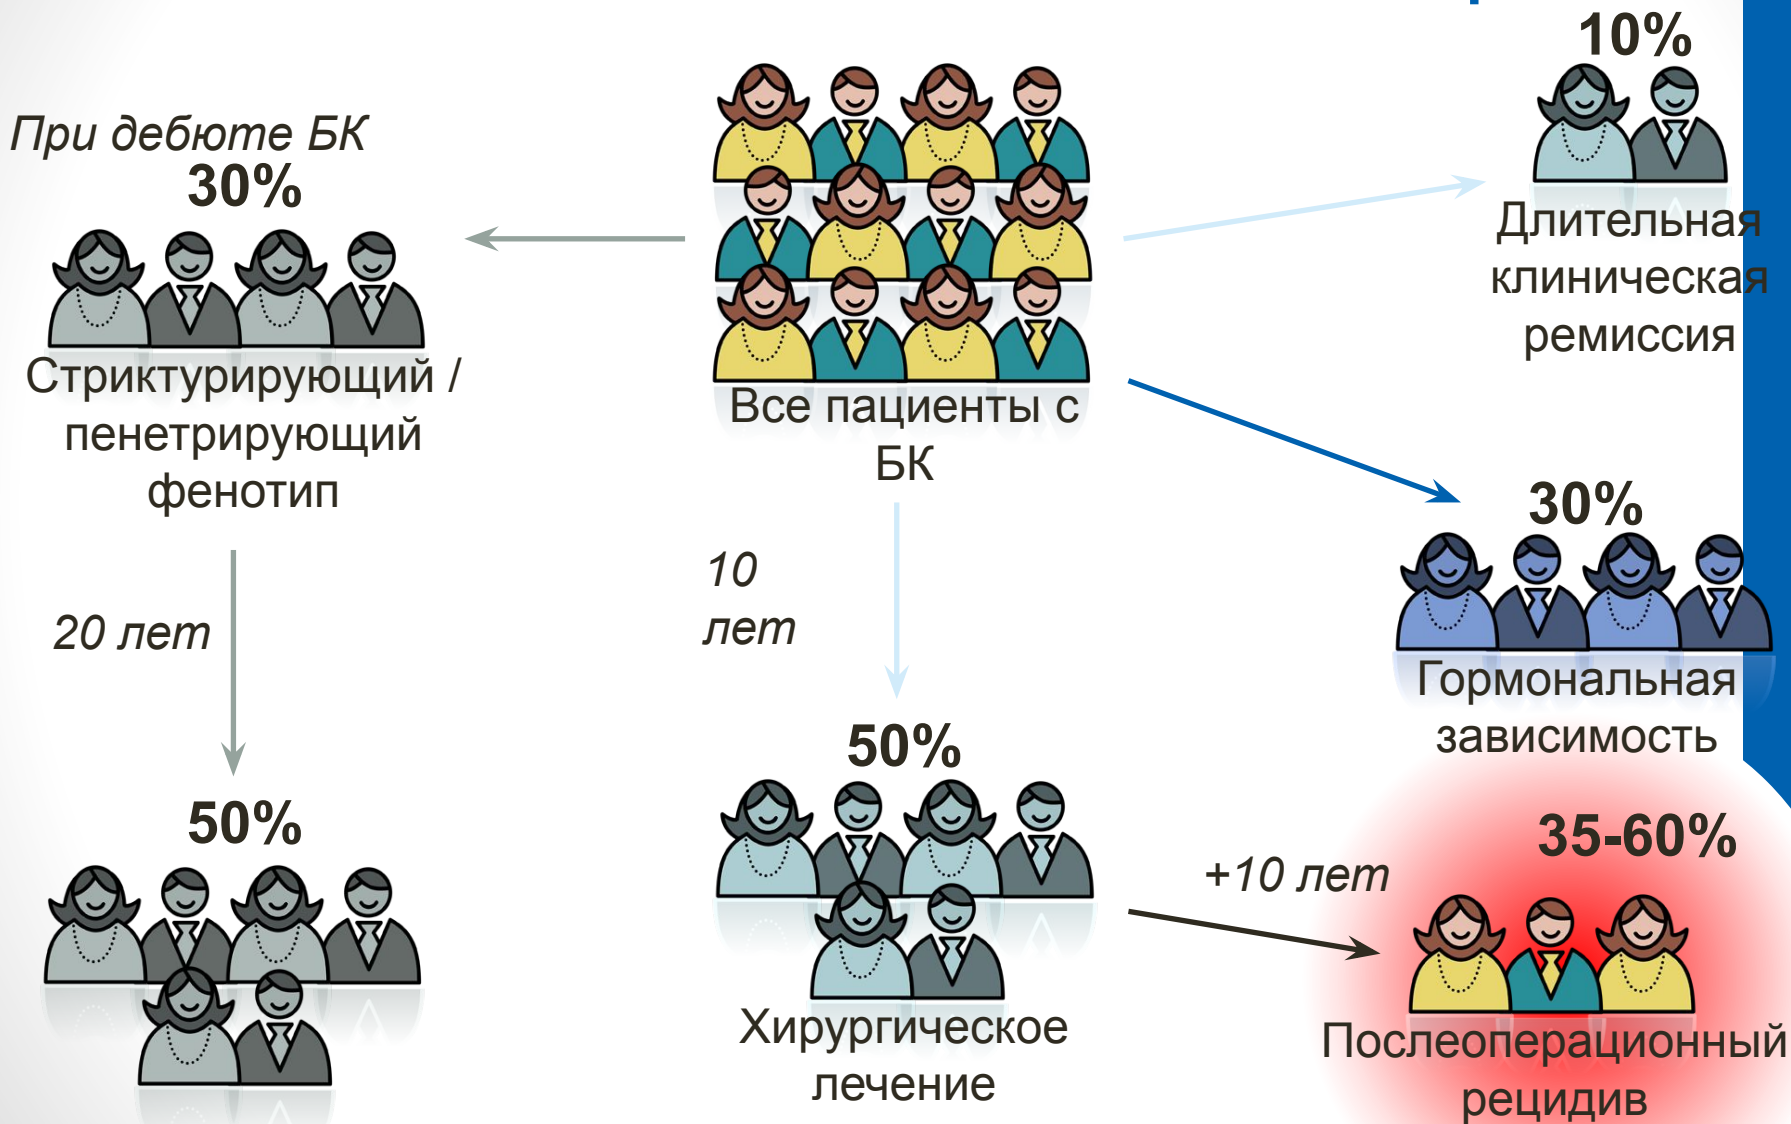 10%
Длительная
клиническая
ремиссия
При дебюте БК
30%
Стриктурирующий /
пенетрирующий
фенотип
Все пациенты с
БК
30%
Гормональная
зависимость
20 лет
10
лет
50%
50%
Хирургическое
лечение
+10 лет
35-60%
Послеоперационный
рецидив